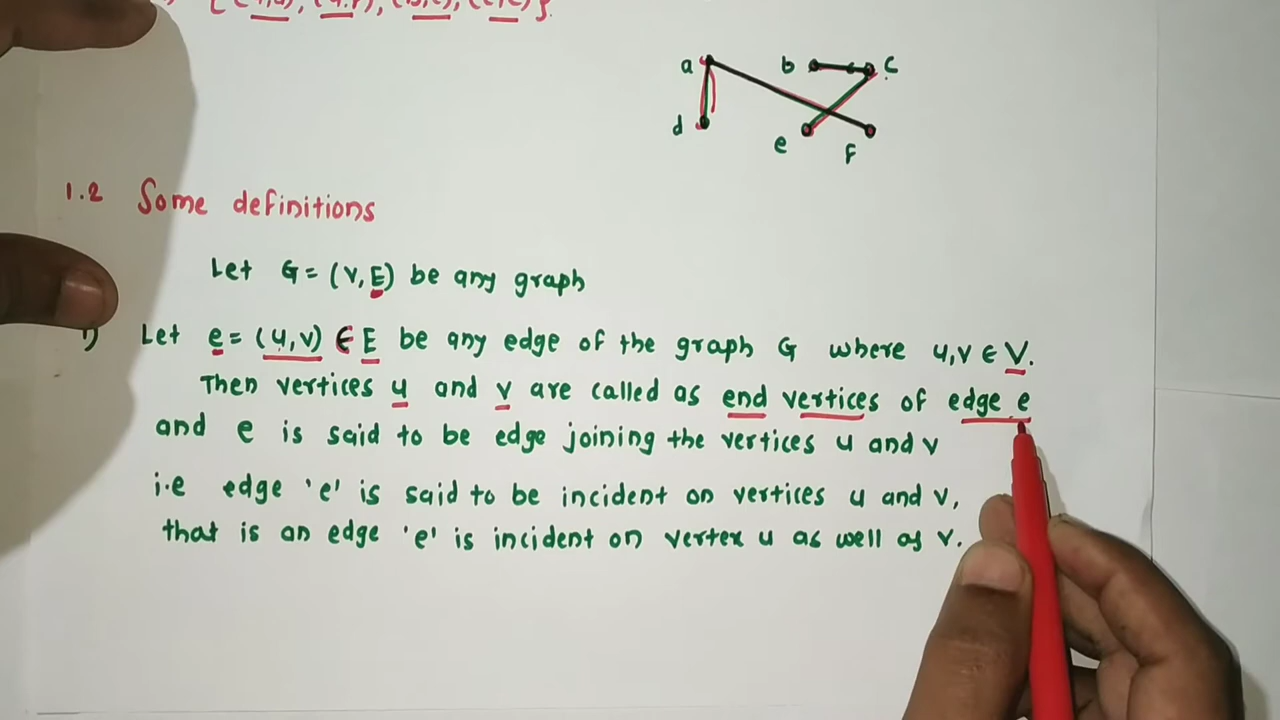 a
b
c
d
e
f
1.2 Some definitions
Let G = (V, E) be any graph
1) Let e = (u, v) ∈ E be any edge of the graph G where u, v ∈ V.
Then vertices u and v are called as end vertices of edge e
and e is said to be edge joining the vertices u and v
i.e edge 'e' is said to be incident on vertices u and v,
that is an edge 'e' is incident on vertex u as well as v.